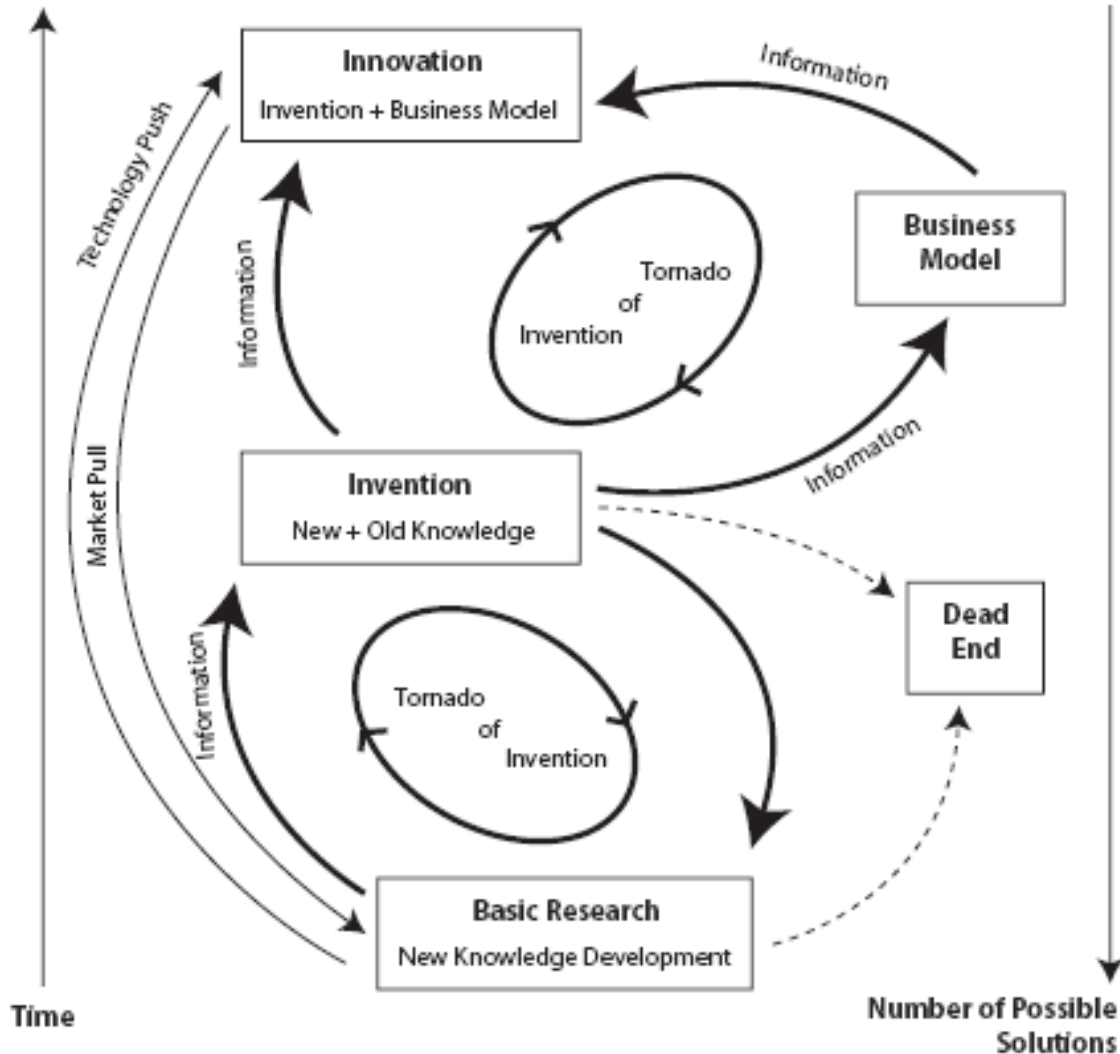 Innovation
Invention + Business Model
Information
Technology Push
Business
Model
Information
Tornado
of
Invention
Market Pull
Invention
New + Old Knowledge
Information
Dead
End
Information
Tornado
of
Invention
Basic Research
New Knowledge Development
Time
Number of Possible
Solutions